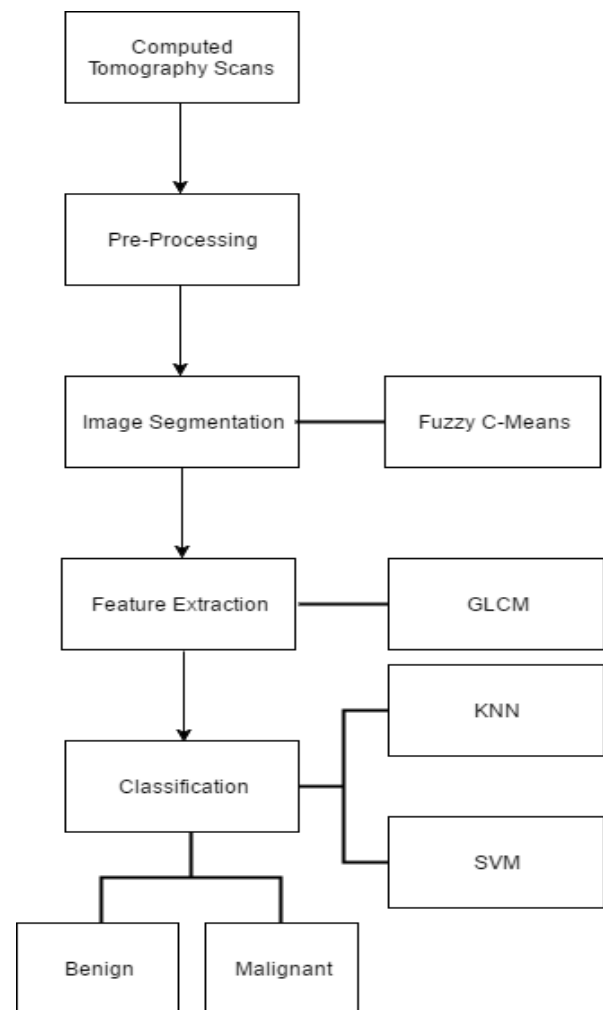 Computed
Tomography Scans
Pre-Processing
Image Segmentation
Fuzzy C-Means
Feature Extraction
GLCM
KNN
Classification
SVM
Benign
Malignant